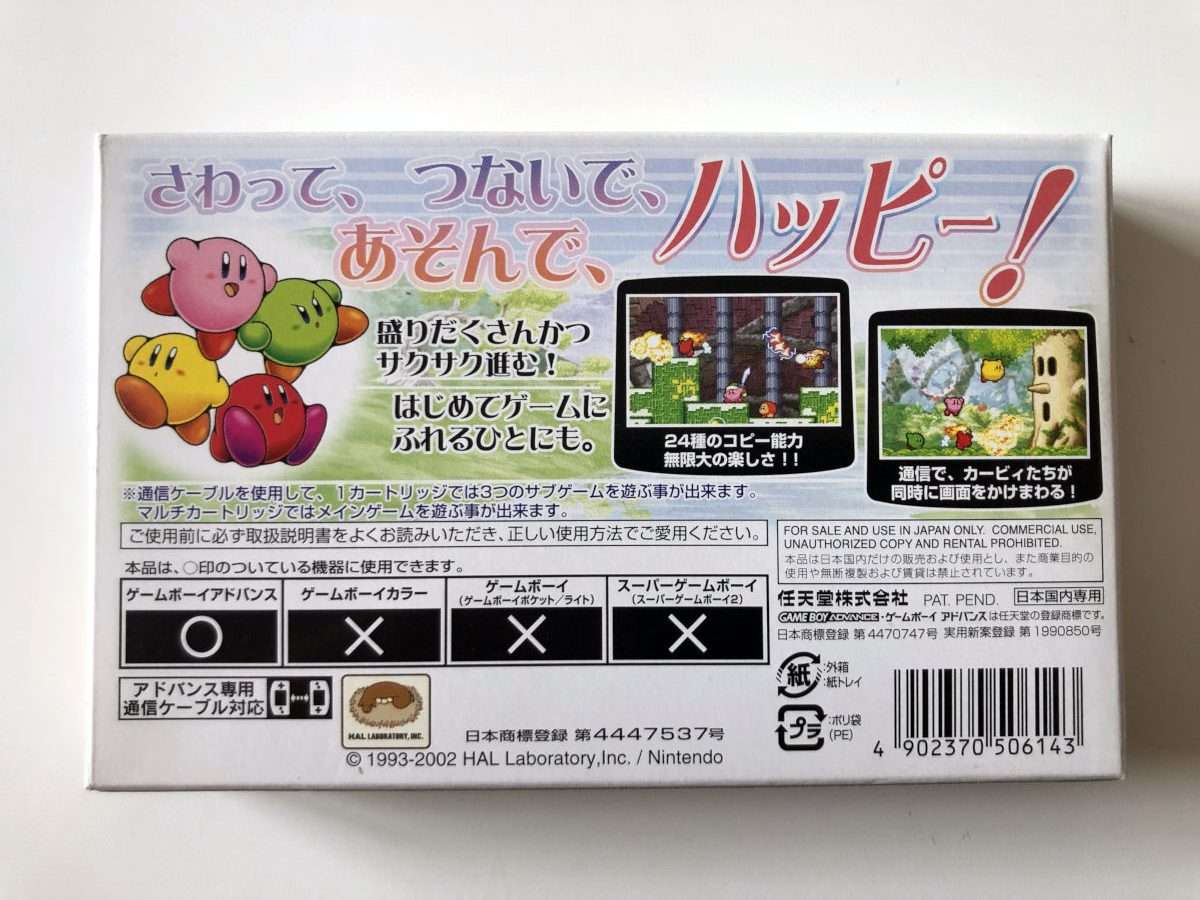 さわって、つないで、
あそんで、ハッピー!
盛りだくさんかつ
サクサク進む!
はじめてゲームに
ふれるひとにも。
24種のコピー能力
無限大の楽しさ!!
通信で、カービィたちが
同時に画面をかけまわる!
※通信ケーブルを使用して、1カートリッジでは3つのサブゲームを遊ぶ事が出来ます。
マルチカートリッジではメインゲームを遊ぶ事が出来ます。
ご使用前に必ず取扱説明書をよくお読みいただき、正しい使用方法でご愛用ください。
本品は、○印のついている機器に使用できます。
ゲームボーイアドバンス
○
ゲームボーイカラー
×
ゲームボーイ
(ゲームボーイポケット/ライト)
×
スーパーゲームボーイ
(スーパーゲームボーイ2)
×
アドバンス専用
通信ケーブル対応
HAL LABORATORY, INC.
日本商標登録 第4447537号
© 1993-2002 HAL Laboratory,Inc. / Nintendo
FOR SALE AND USE IN JAPAN ONLY. COMMERCIAL USE,
UNAUTHORIZED COPY AND RENTAL PROHIBITED.
本品は日本国内だけの販売および使用とし、また商業目的の
使用や無断複製および賃貸は禁止されています。
任天堂株式会社 PAT. PEND. 日本国内専用
GAME BOY ADVANCE・ゲームボーイ アドバンスは任天堂の登録商標です。
日本商標登録 第4470747号 実用新案登録 第1990850号
紙 :外箱
:紙トレイ
プラ :ポリ袋
(PE)
4 902370 506143